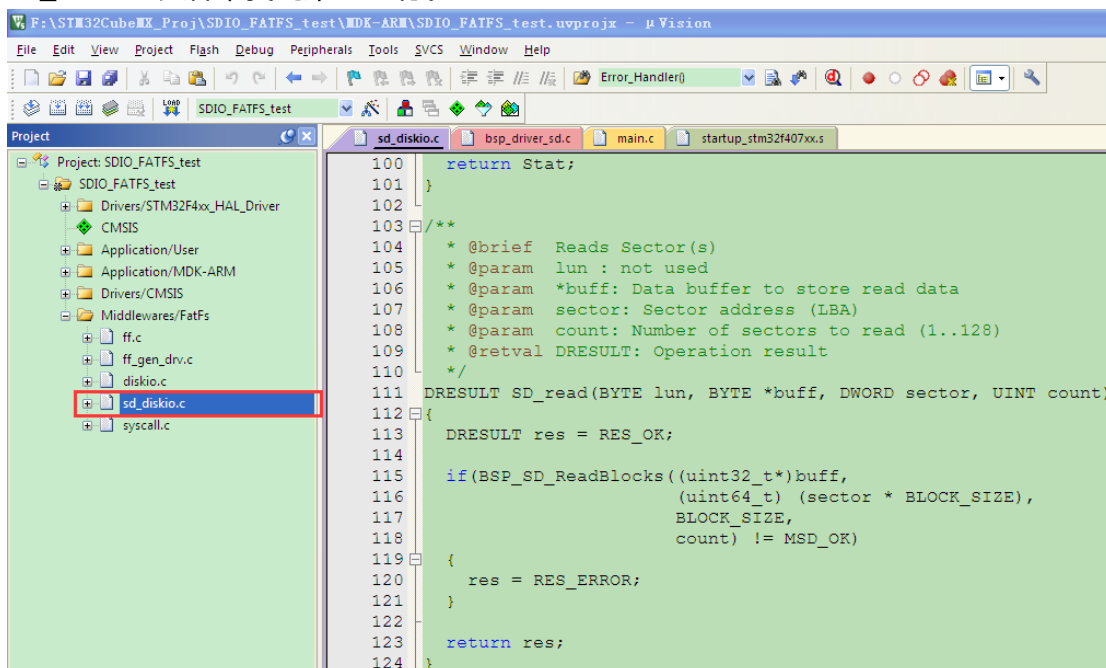 F:\STM32CubeMX_Proj\SDIO_FATFS_test\MDK-ARM\SDIO_FATFS_test.uvprojx - µVision
File Edit View Project Flash Debug Peripherals Tools SVCS Window Help
Error_Handler()
LOAD SDIO_FATFS_test
Project
sd_diskio.c bsp_driver_sd.c main.c startup_stm32f407xx.s
Project: SDIO_FATFS_test
SDIO_FATFS_test
Drivers/STM32F4xx_HAL_Driver
CMSIS
Application/User
Application/MDK-ARM
Drivers/CMSIS
Middlewares/FatFs
ff.c
ff_gen_drv.c
diskio.c
sd_diskio.c
syscall.c
100 return Stat;
101 }
102
103 /**
104 * @brief Reads Sector(s)
105 * @param lun : not used
106 * @param *buff: Data buffer to store read data
107 * @param sector: Sector address (LBA)
108 * @param count: Number of sectors to read (1..128)
109 * @retval DRESULT: Operation result
110 */
111 DRESULT SD_read(BYTE lun, BYTE *buff, DWORD sector, UINT count)
112 {
113 DRESULT res = RES_OK;
114
115 if(BSP_SD_ReadBlocks((uint32_t*)buff,
116 (uint64_t) (sector * BLOCK_SIZE),
117 BLOCK_SIZE,
118 count) != MSD_OK)
119 {
120 res = RES_ERROR;
121 }
122
123 return res;
124 }